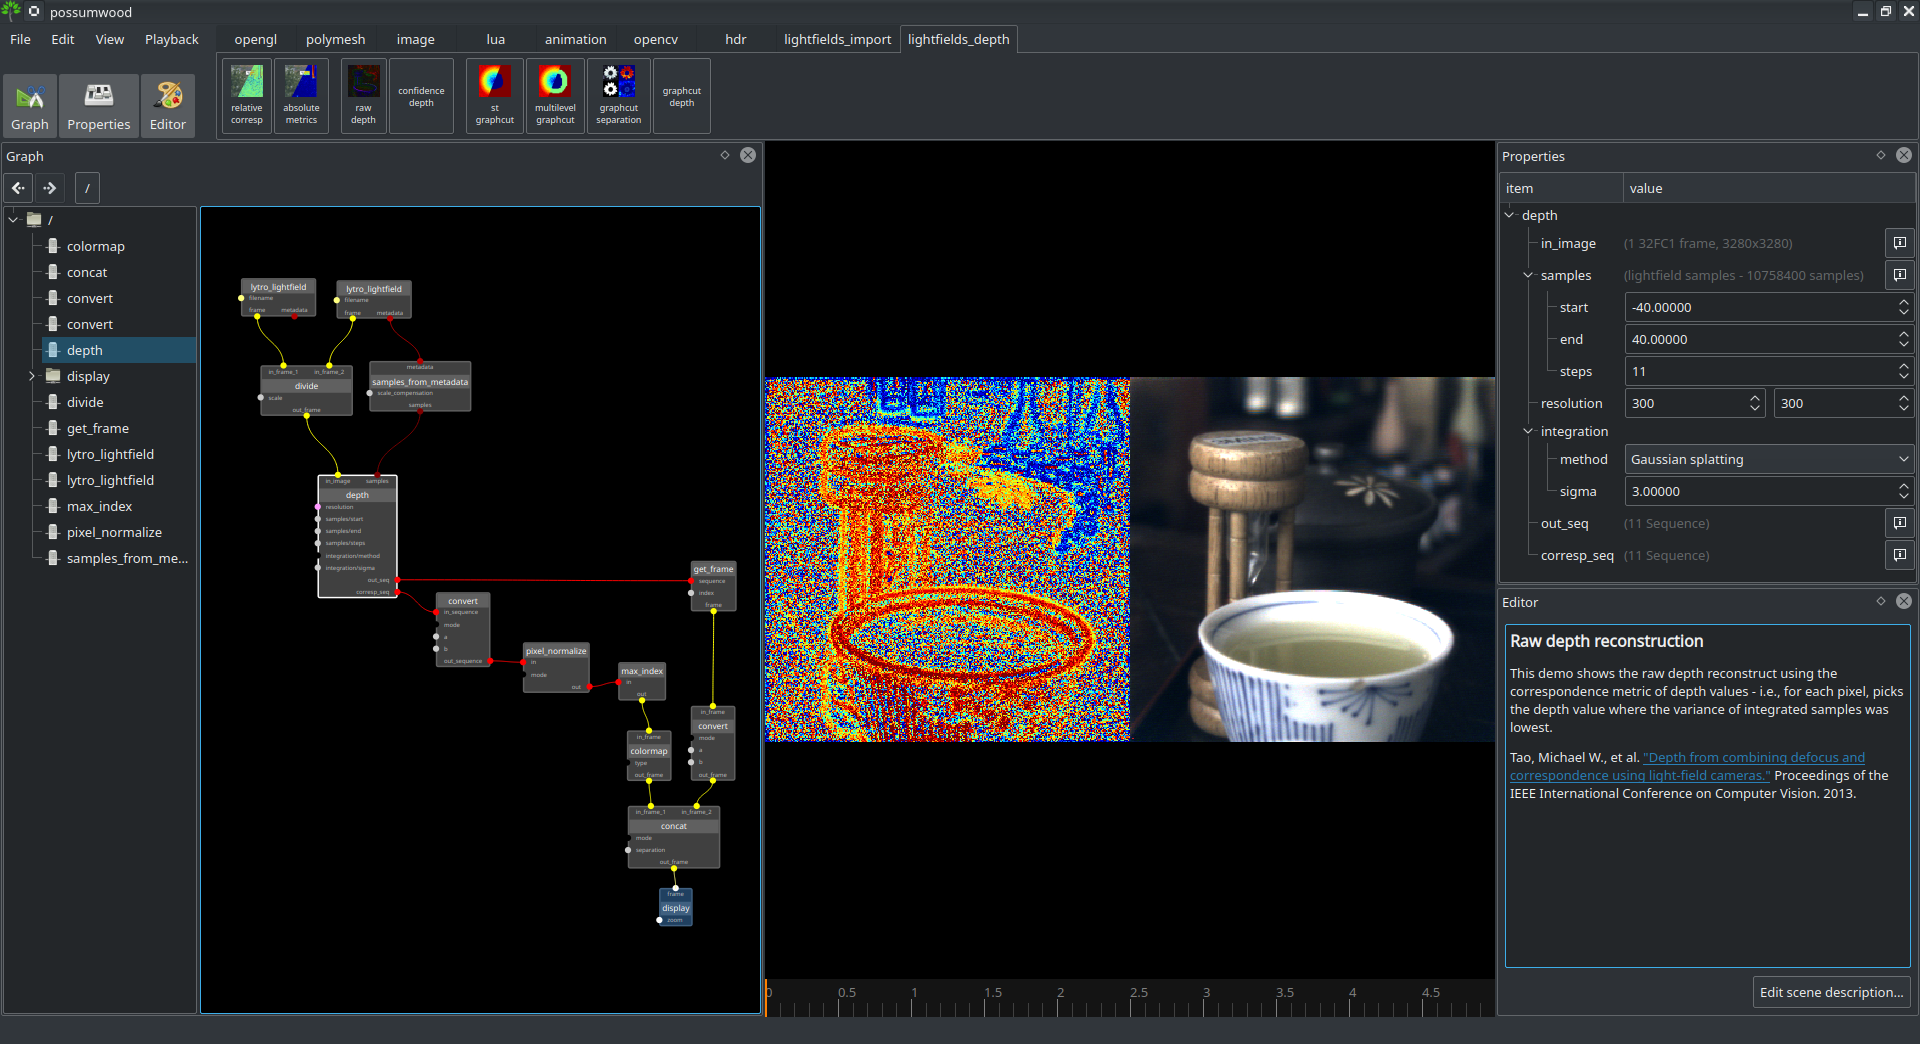 possumwood
File Edit View Playback
opengl polymesh image lua animation opencv hdr lightfields_import lightfields_depth
Graph Properties Editor
relative corresp
absolute metrics
raw depth
confidence depth
st graphcut
multilevel graphcut
graphcut separation
graphcut depth
Graph
/
/
colormap
concat
convert
convert
depth
display
divide
get_frame
lytro_lightfield
lytro_lightfield
max_index
pixel_normalize
samples_from_me...
lytro_lightfield
filename
frame metadata
lytro_lightfield
filename
frame metadata
in_frame_1 in_frame_2
divide
scale
out_frame
metadata
samples_from_metadata
scale_compensation
samples
in_image samples
depth
resolution
samples/start
samples/end
samples/steps
integration/method
integration/sigma
out_seq
corresp_seq
get_frame
sequence
index
frame
convert
in_sequence
mode
a
b
out_sequence
pixel_normalize
in
mode
out
max_index
in
out
in_frame
colormap
type
out_frame
in_frame
convert
mode
a
b
out_frame
in_frame_1 in_frame_2
concat
mode
separation
out_frame
frame
display
zoom
0 0.5 1 1.5 2 2.5 3 3.5 4 4.5
Properties
item value
depth
in_image (1 32FC1 frame, 3280x3280)
samples (lightfield samples - 10758400 samples)
start -40.00000
end 40.00000
steps 11
resolution 300 300
integration
method Gaussian splatting
sigma 3.00000
out_seq (11 Sequence)
corresp_seq (11 Sequence)
Editor
Raw depth reconstruction
This demo shows the raw depth reconstruct using the
correspondence metric of depth values - i.e., for each pixel, picks
the depth value where the variance of integrated samples was
lowest.
Tao, Michael W., et al. "Depth from combining defocus and
correspondence using light-field cameras." Proceedings of the
IEEE International Conference on Computer Vision. 2013.
Edit scene description...